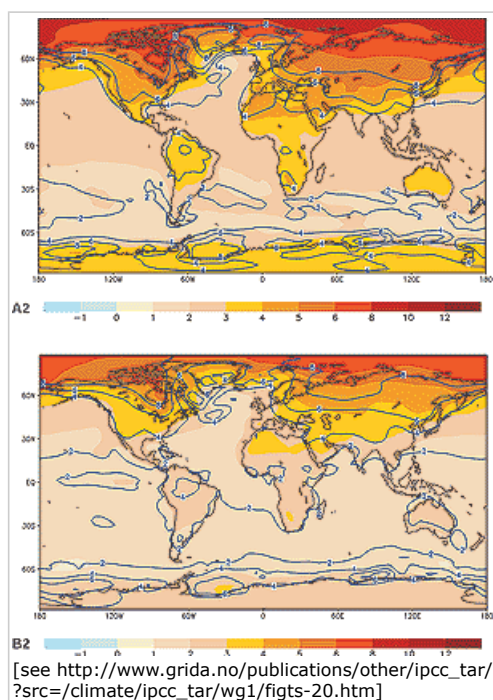 60N
30N
EQ
30S
60S
180 120W 60W 0 60E 120E 180
A2 -1 0 1 2 3 4 6 8 10 12
60N
30N
EQ
30S
60S
180 120W 60W 0 60E 120E 180
B2 -1 0 1 2 3 4 6 8 10 12
[see http://www.grida.no/publications/other/ipcc_tar/
?src=/climate/ipcc_tar/wg1/figts-20.htm]